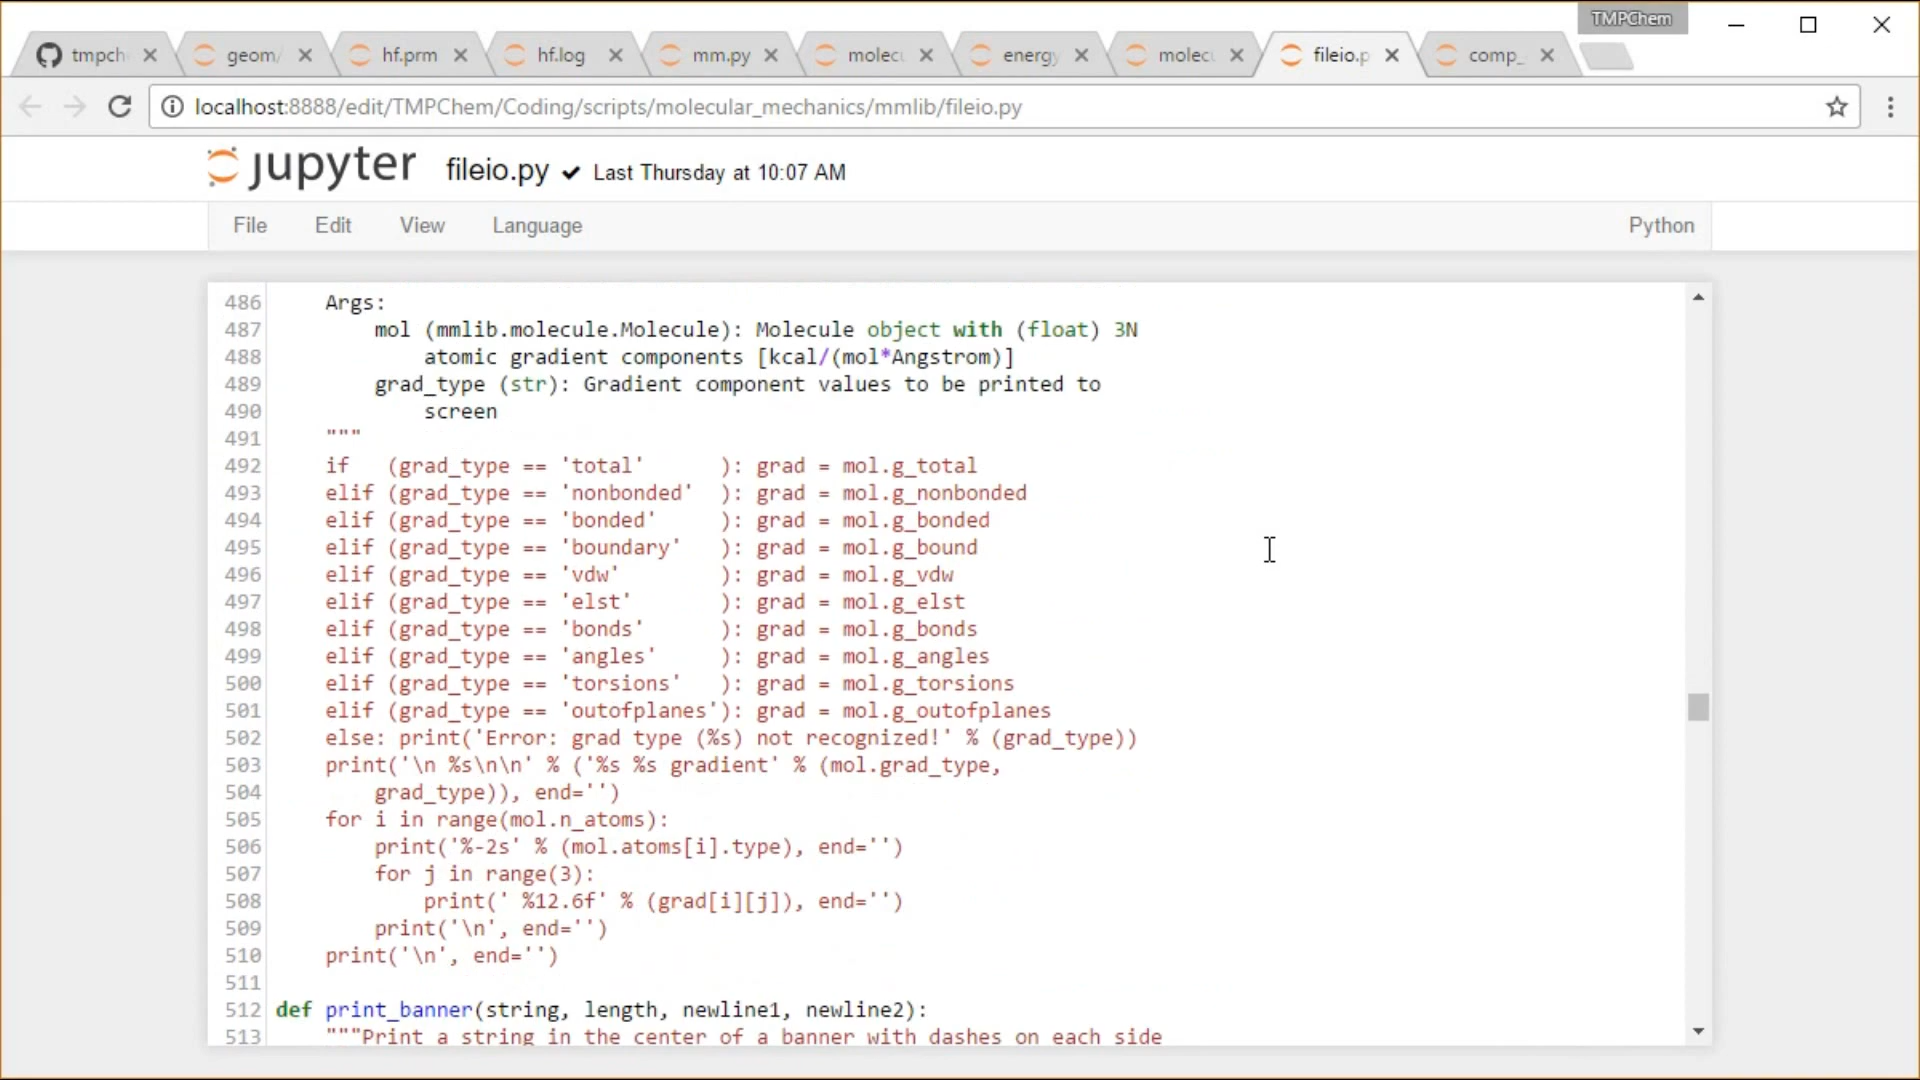 TMPChem
tmpch
geom/
hf.prm
hf.log
mm.py
molecu
energy
molecu
fileio.p
comp_
localhost:8888/edit/TMPChem/Coding/scripts/molecular_mechanics/mmlib/fileio.py
jupyter fileio.py ✔ Last Thursday at 10:07 AM
File Edit View Language Python
486     Args:
487         mol (mmlib.molecule.Molecule): Molecule object with (float) 3N
488             atomic gradient components [kcal/(mol*Angstrom)]
489         grad_type (str): Gradient component values to be printed to
490             screen
491     """
492     if   (grad_type == 'total'      ): grad = mol.g_total
493     elif (grad_type == 'nonbonded'  ): grad = mol.g_nonbonded
494     elif (grad_type == 'bonded'     ): grad = mol.g_bonded
495     elif (grad_type == 'boundary'   ): grad = mol.g_bound
496     elif (grad_type == 'vdw'        ): grad = mol.g_vdw
497     elif (grad_type == 'elst'       ): grad = mol.g_elst
498     elif (grad_type == 'bonds'      ): grad = mol.g_bonds
499     elif (grad_type == 'angles'     ): grad = mol.g_angles
500     elif (grad_type == 'torsions'   ): grad = mol.g_torsions
501     elif (grad_type == 'outofplanes'): grad = mol.g_outofplanes
502     else: print('Error: grad type (%s) not recognized!' % (grad_type))
503     print('\n %s\n\n' % ('%s %s gradient' % (mol.grad_type,
504         grad_type)), end='')
505     for i in range(mol.n_atoms):
506         print('%-2s' % (mol.atoms[i].type), end='')
507         for j in range(3):
508             print(' %12.6f' % (grad[i][j]), end='')
509         print('\n', end='')
510     print('\n', end='')
511
512 def print_banner(string, length, newline1, newline2):
513     """Print a string in the center of a banner with dashes on each side